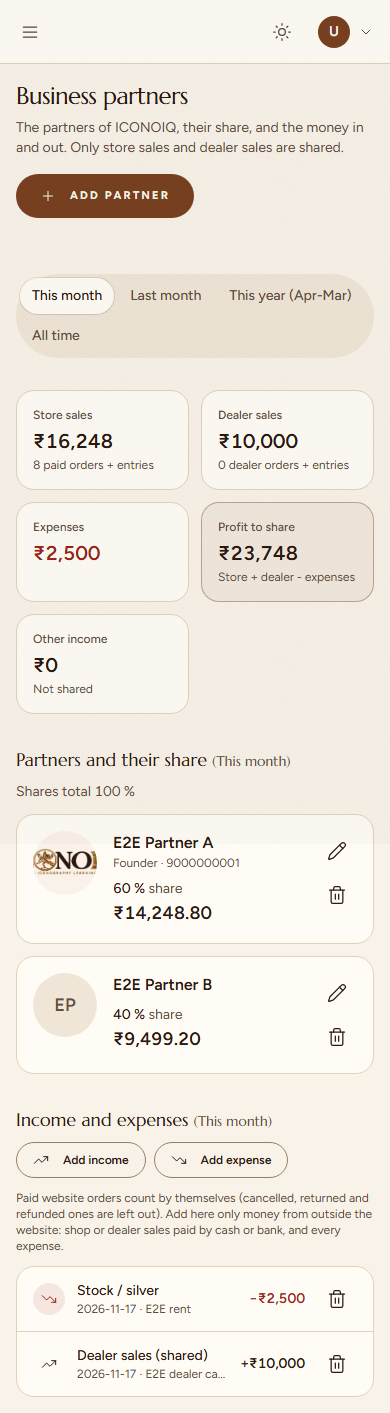 U
Business partners
The partners of ICONOIQ, their share, and the money in
and out. Only store sales and dealer sales are shared.
+ ADD PARTNER
This month Last month This year (Apr-Mar)
All time
Store sales
₹16,248
8 paid orders + entries
Dealer sales
₹10,000
0 dealer orders + entries
Expenses
₹2,500
Profit to share
₹23,748
Store + dealer - expenses
Other income
₹0
Not shared
Partners and their share (This month)
Shares total 100 %
E2E Partner A
Founder · 9000000001
60 % share
₹14,248.80
EP
E2E Partner B
40 % share
₹9,499.20
Income and expenses (This month)
Add income Add expense
Paid website orders count by themselves (cancelled, returned and
refunded ones are left out). Add here only money from outside the
website: shop or dealer sales paid by cash or bank, and every
expense.
Stock / silver
2026-11-17 · E2E rent
−₹2,500
Dealer sales (shared)
2026-11-17 · E2E dealer ca...
+₹10,000